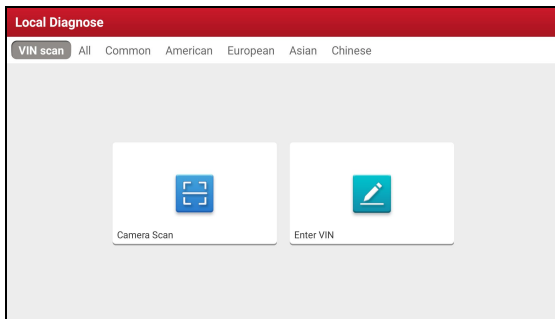 Local Diagnose
VIN scan All Common American European Asian Chinese
Camera Scan Enter VIN